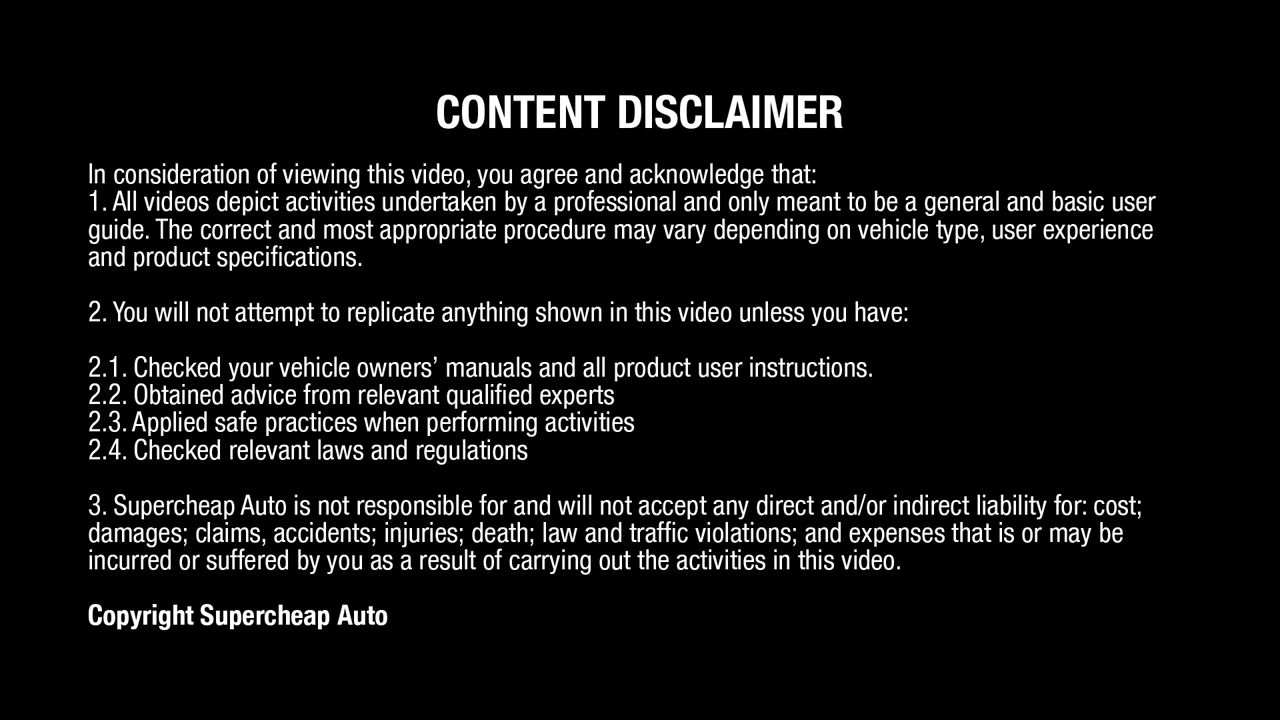 CONTENT DISCLAIMER
In consideration of viewing this video, you agree and acknowledge that:
1. All videos depict activities undertaken by a professional and only meant to be a general and basic user
guide. The correct and most appropriate procedure may vary depending on vehicle type, user experience
and product specifications.
2. You will not attempt to replicate anything shown in this video unless you have:
2.1. Checked your vehicle owners’ manuals and all product user instructions.
2.2. Obtained advice from relevant qualified experts
2.3. Applied safe practices when performing activities
2.4. Checked relevant laws and regulations
3. Supercheap Auto is not responsible for and will not accept any direct and/or indirect liability for: cost;
damages; claims, accidents; injuries; death; law and traffic violations; and expenses that is or may be
incurred or suffered by you as a result of carrying out the activities in this video.
Copyright Supercheap Auto